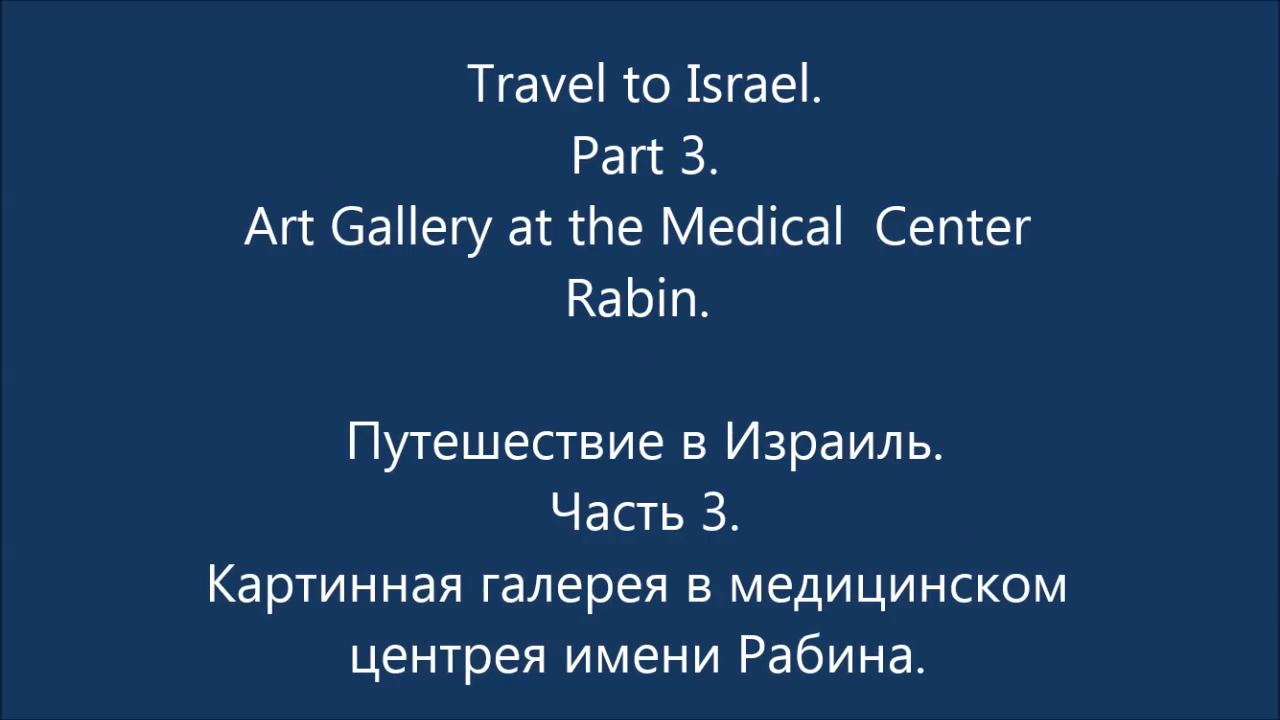 Travel to Israel.
Part 3.
Art Gallery at the Medical  Center
Rabin.
Путешествие в Израиль.
Часть 3.
Картинная галерея в медицинском
центрея имени Рабина.